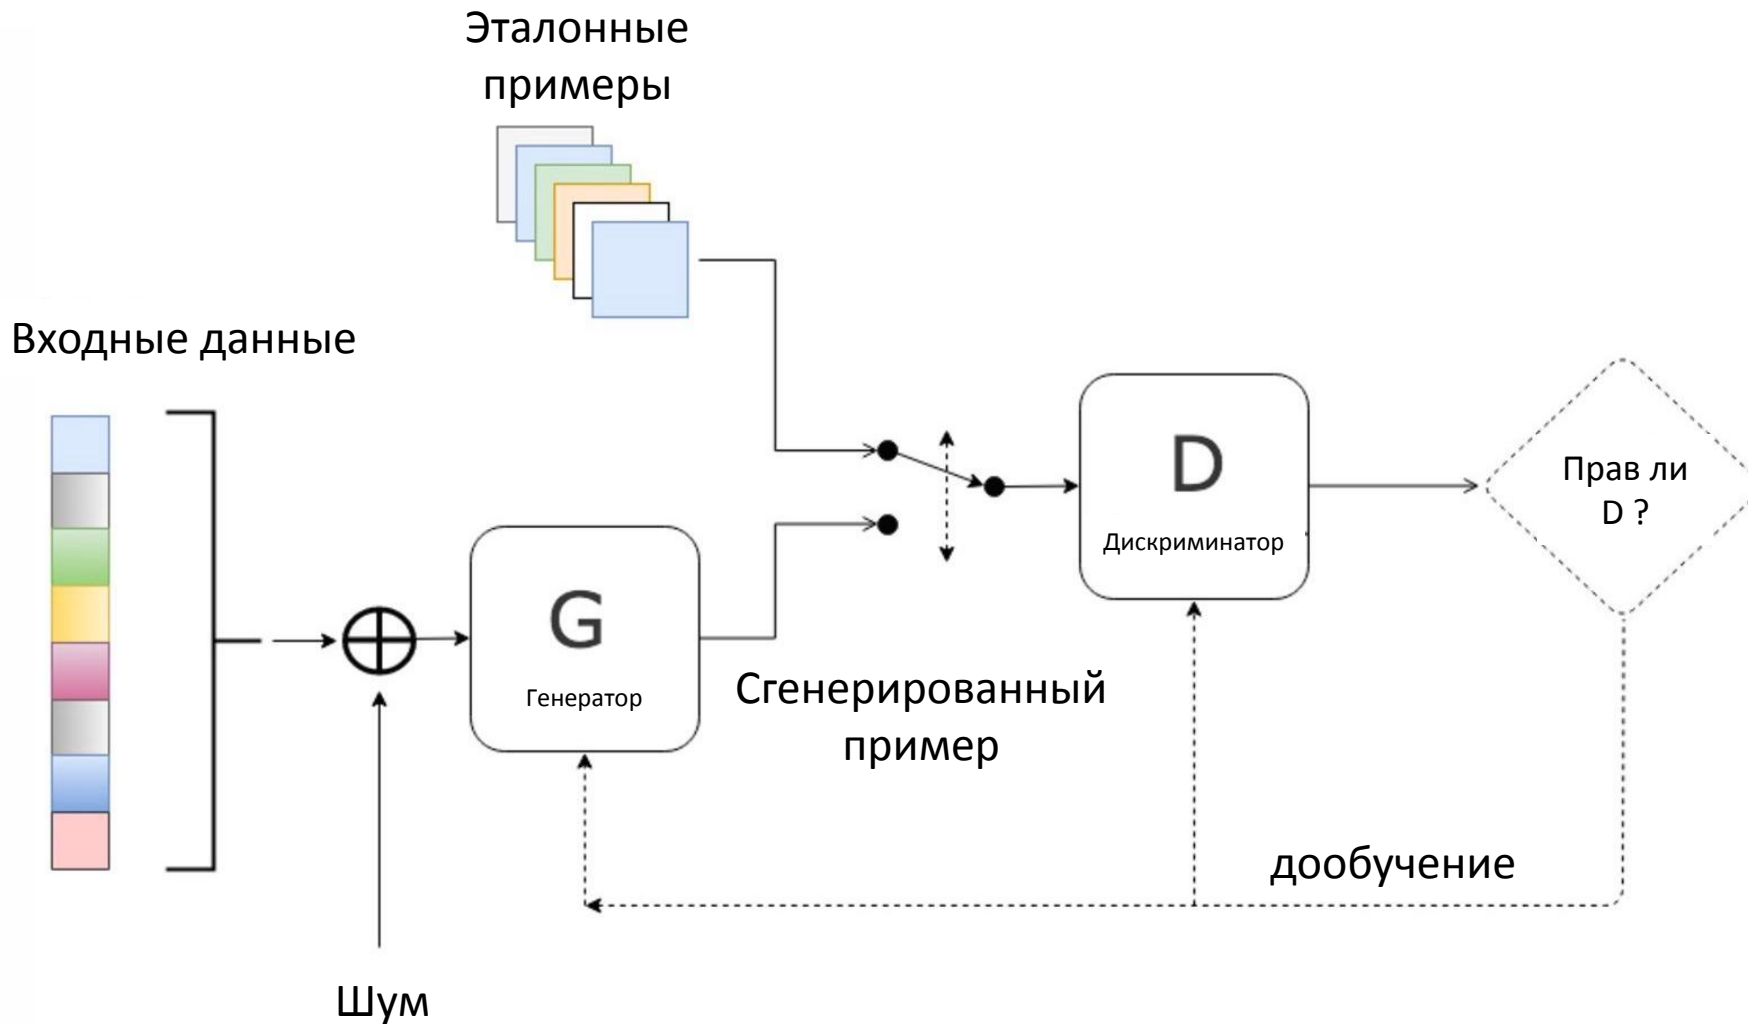 Эталонные
примеры
Входные данные
D
Дискриминатор
Прав ли
D ?
G
Генератор
Сгенерированный
пример
дообучение
Шум